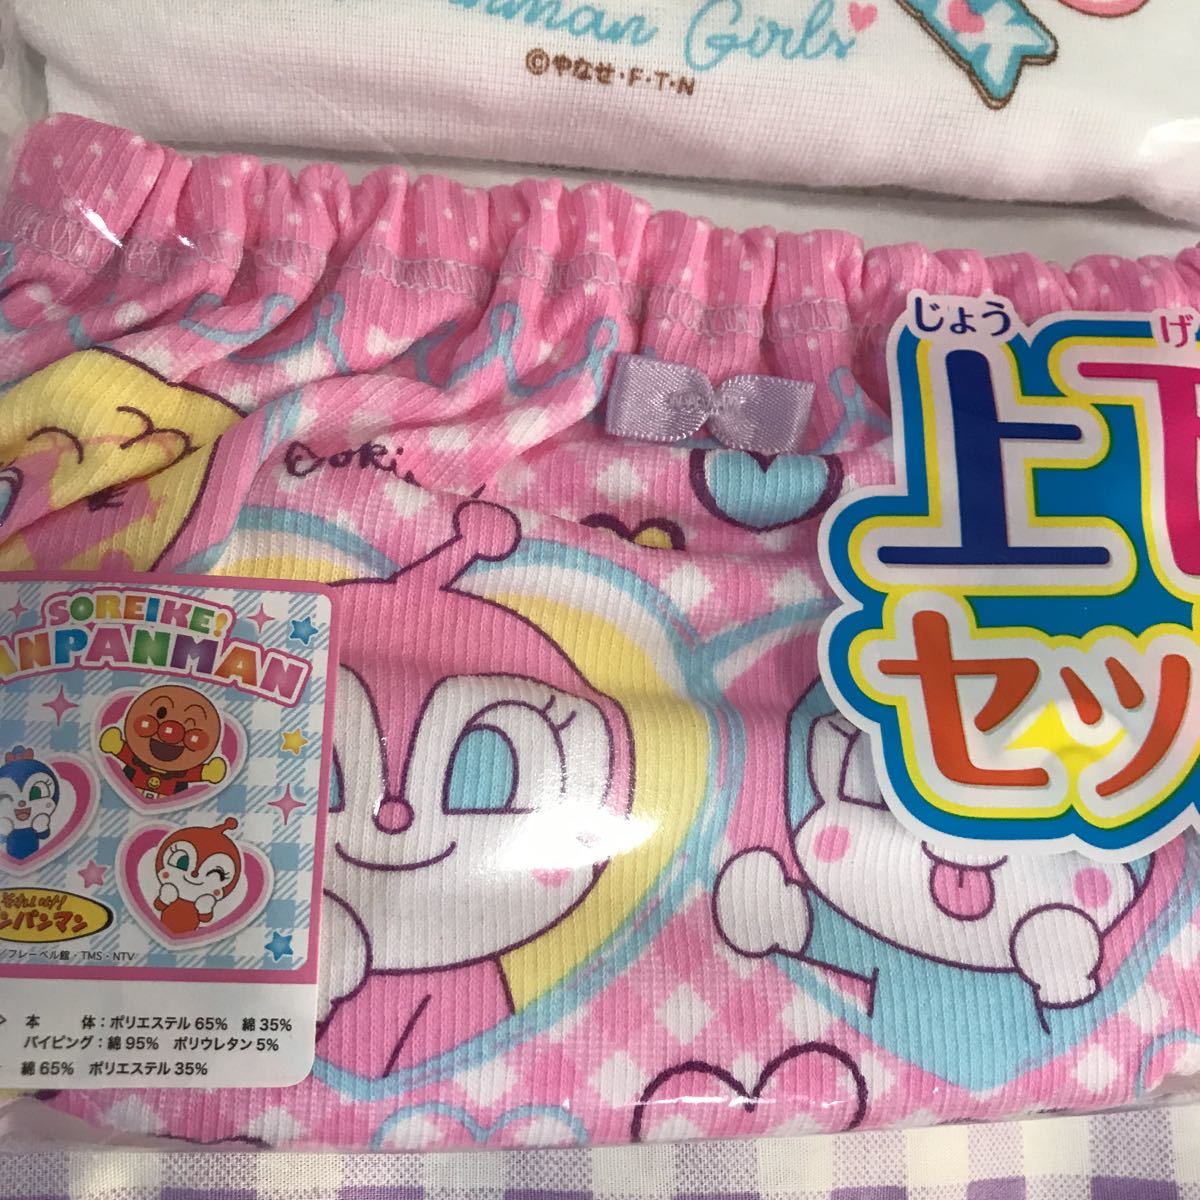 Girls
©やなせ・F・T・N
じょう
げ
上下
セッ
Dokin
SOREIKE!
ANPANMAN
それいけ!
ンパンマン
／フレーベル館・TMS・NTV
本 体：ポリエステル65% 綿35%
パイピング：綿95% ポリウレタン5%
綿65% ポリエステル35%